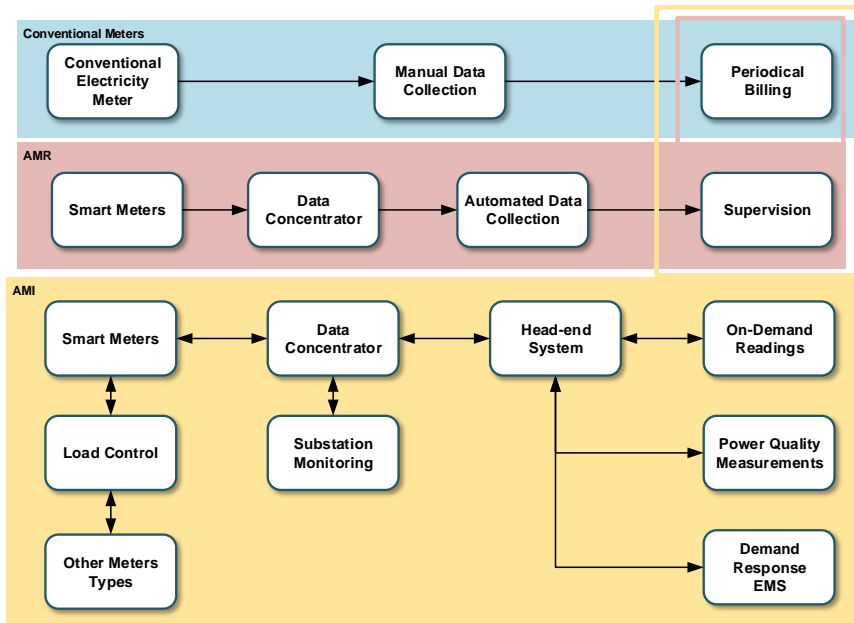 Conventional Meters
Conventional
Electricity
Meter
Manual Data
Collection
Periodical
Billing
AMR
Smart Meters
Data
Concentrator
Automated Data
Collection
Supervision
AMI
Smart Meters
Data
Concentrator
Head-end
System
On-Demand
Readings
Load Control
Substation
Monitoring
Power Quality
Measurements
Other Meters
Types
Demand
Response
EMS